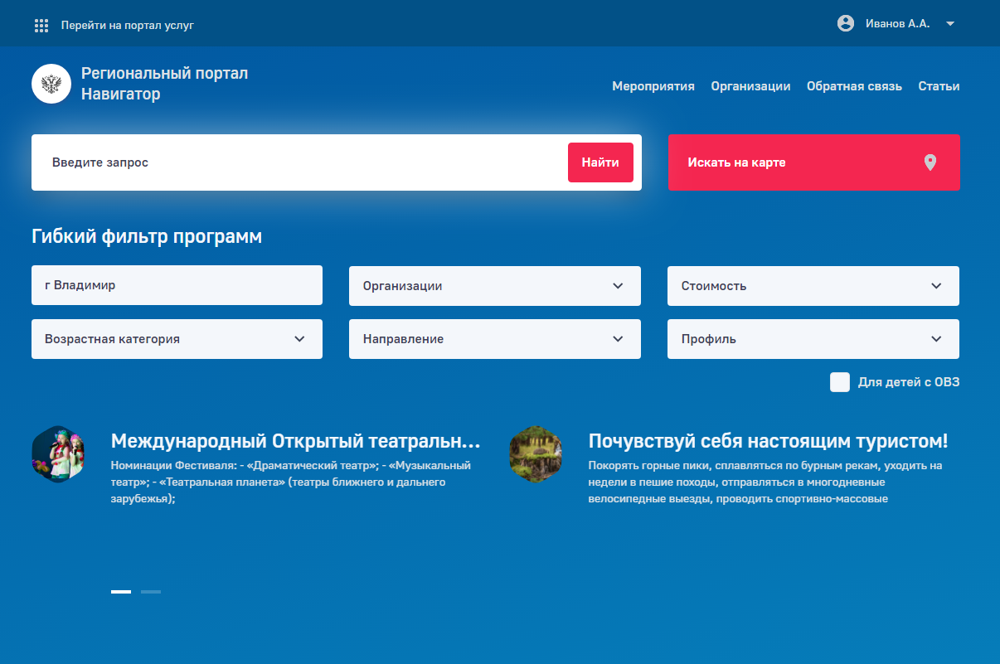 Перейти на портал услуг
Иванов А.А.
Региональный портал
Навигатор
Мероприятия Организации Обратная связь Статьи
Введите запрос
Найти
Искать на карте
Гибкий фильтр программ
г Владимир
Организации
Стоимость
Возрастная категория
Направление
Профиль
Для детей с ОВЗ
Международный Открытый театральн...
Номинации Фестиваля: - «Драматический театр»; - «Музыкальный
театр»; - «Театральная планета» (театры ближнего и дальнего
зарубежья);
Почувствуй себя настоящим туристом!
Покорять горные пики, сплавляться по бурным рекам, уходить на
недели в пешие походы, отправляться в многодневные
велосипедные выезды, проводить спортивно-массовые